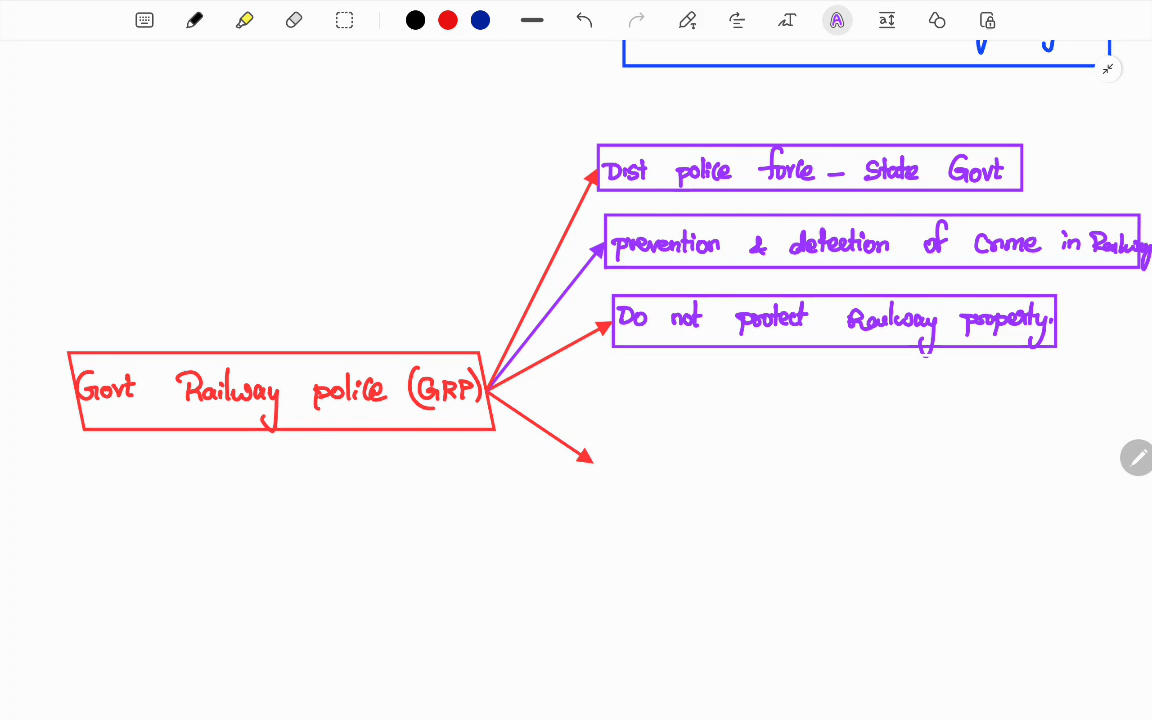 Dist police force - State Govt
prevention & detection of Crime in Railway
Do not protect Railway property.
Govt Railway police (GRP)